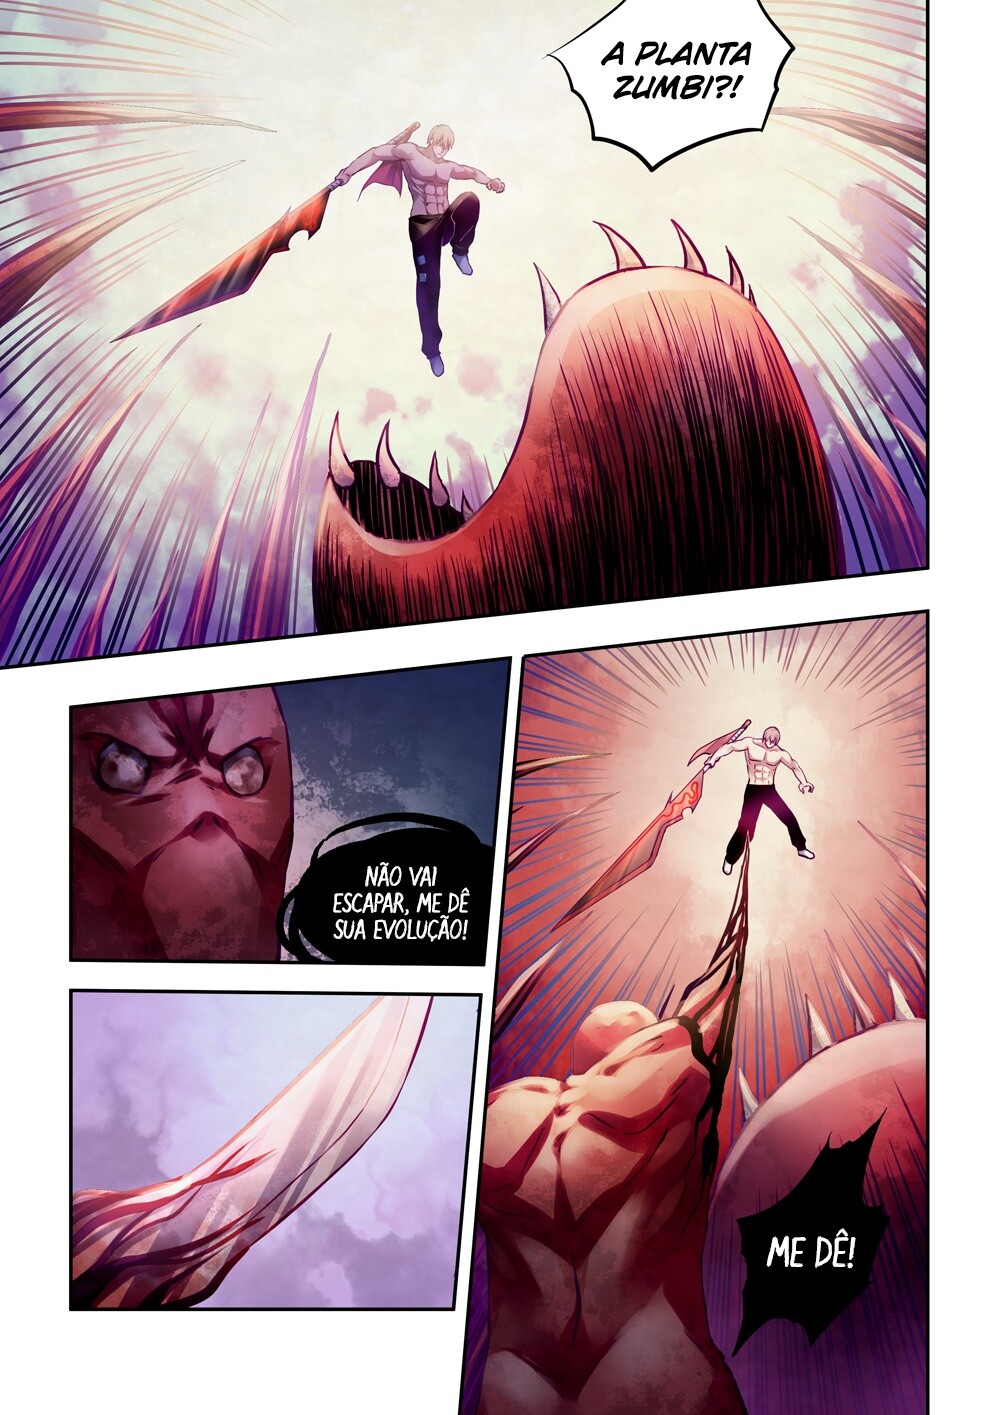 A PLANTA
ZUMBI?!
NÃO VAI
ESCAPAR, ME DÊ
SUA EVOLUÇÃO!
ME DÊ!